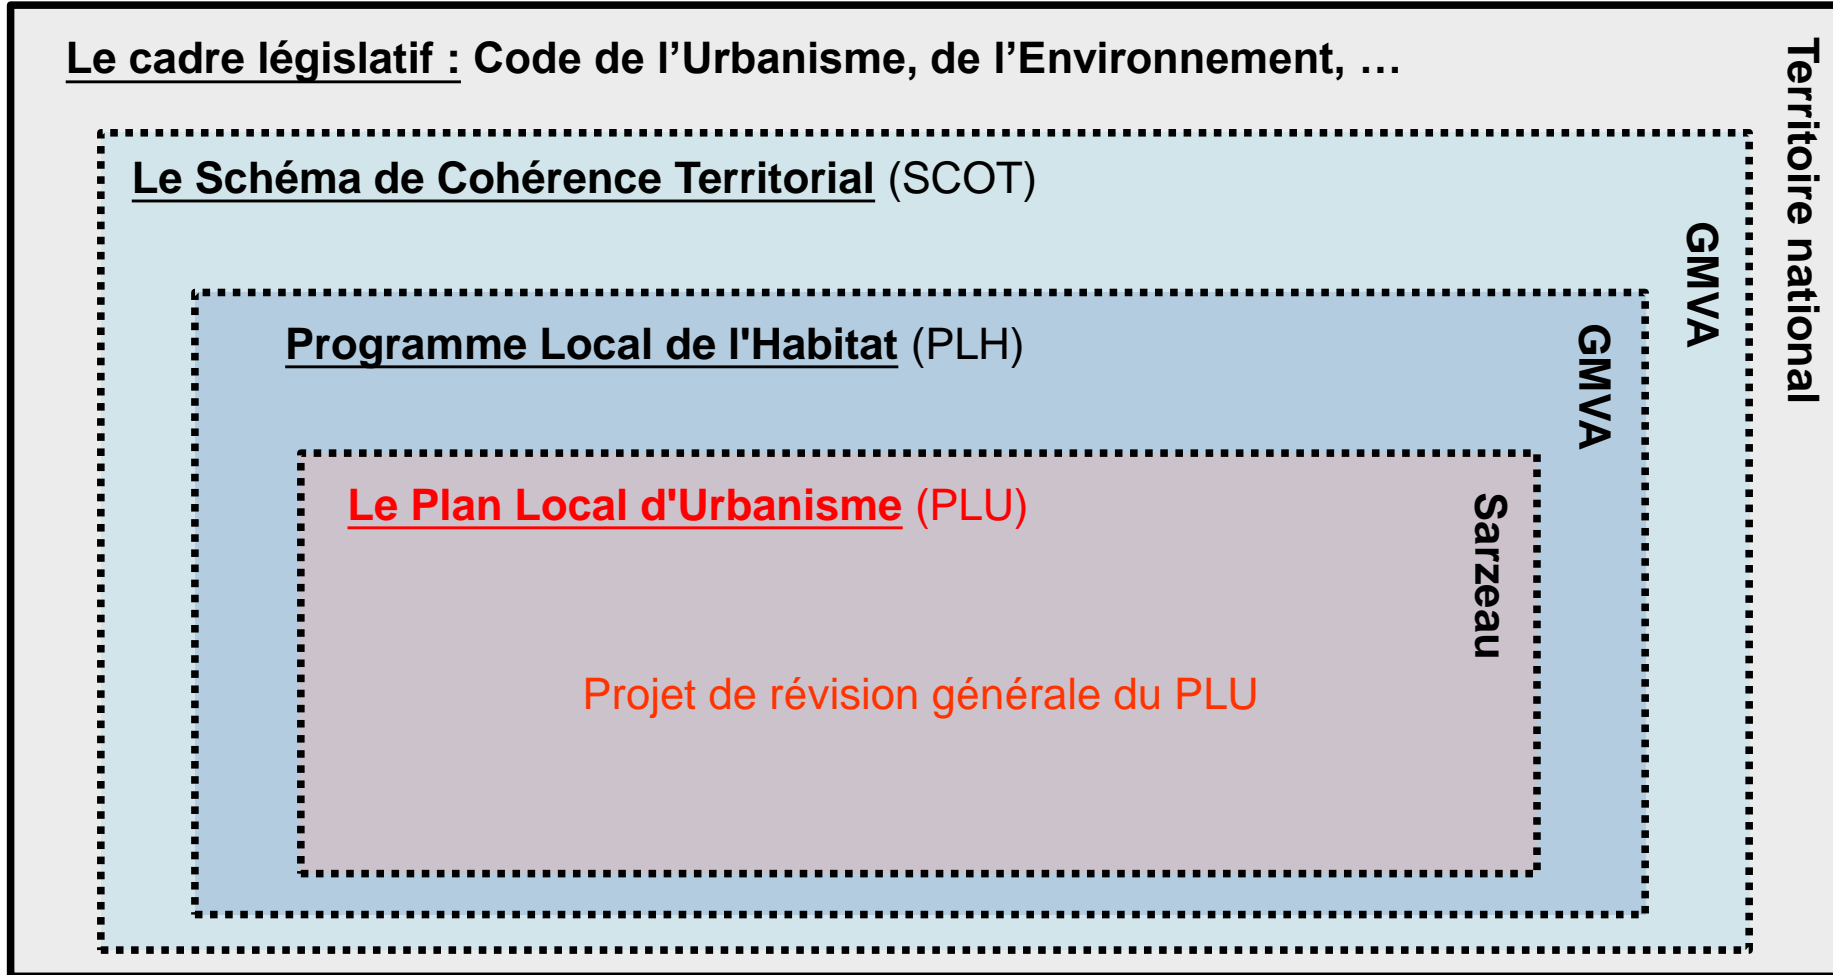 Le cadre législatif : Code de l’Urbanisme, de l’Environnement, …
Territoire national
Le Schéma de Cohérence Territorial (SCOT)
GMVA
Programme Local de l'Habitat (PLH)
GMVA
Le Plan Local d'Urbanisme (PLU)
Sarzeau
Projet de révision générale du PLU